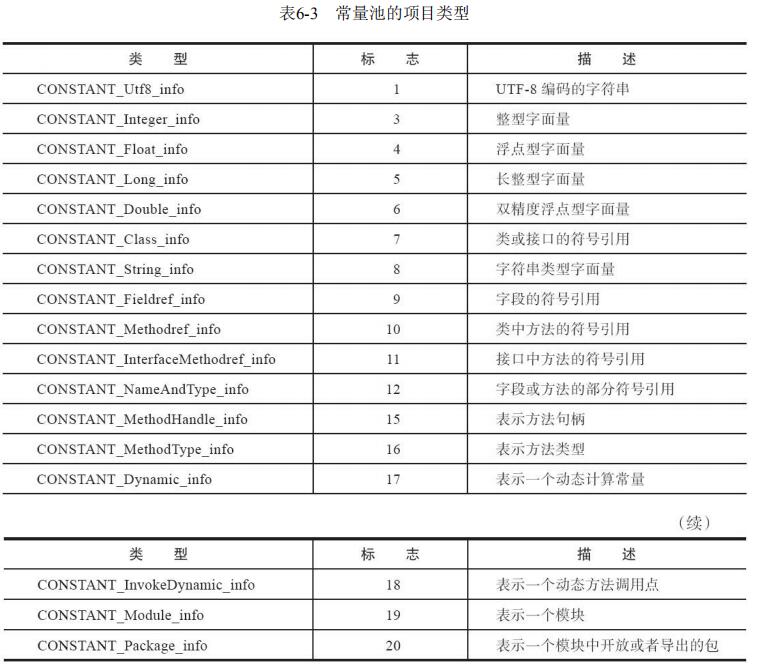 表6-3 常量池的项目类型
类 型 标 志 描 述
CONSTANT_Utf8_info 1 UTF-8 编码的字符串
CONSTANT_Integer_info 3 整型字面量
CONSTANT_Float_info 4 浮点型字面量
CONSTANT_Long_info 5 长整型字面量
CONSTANT_Double_info 6 双精度浮点型字面量
CONSTANT_Class_info 7 类或接口的符号引用
CONSTANT_String_info 8 字符串类型字面量
CONSTANT_Fieldref_info 9 字段的符号引用
CONSTANT_Methodref_info 10 类中方法的符号引用
CONSTANT_InterfaceMethodref_info 11 接口中方法的符号引用
CONSTANT_NameAndType_info 12 字段或方法的部分符号引用
CONSTANT_MethodHandle_info 15 表示方法句柄
CONSTANT_MethodType_info 16 表示方法类型
CONSTANT_Dynamic_info 17 表示一个动态计算常量
（续）
类 型 标 志 描 述
CONSTANT_InvokeDynamic_info 18 表示一个动态方法调用点
CONSTANT_Module_info 19 表示一个模块
CONSTANT_Package_info 20 表示一个模块中开放或者导出的包